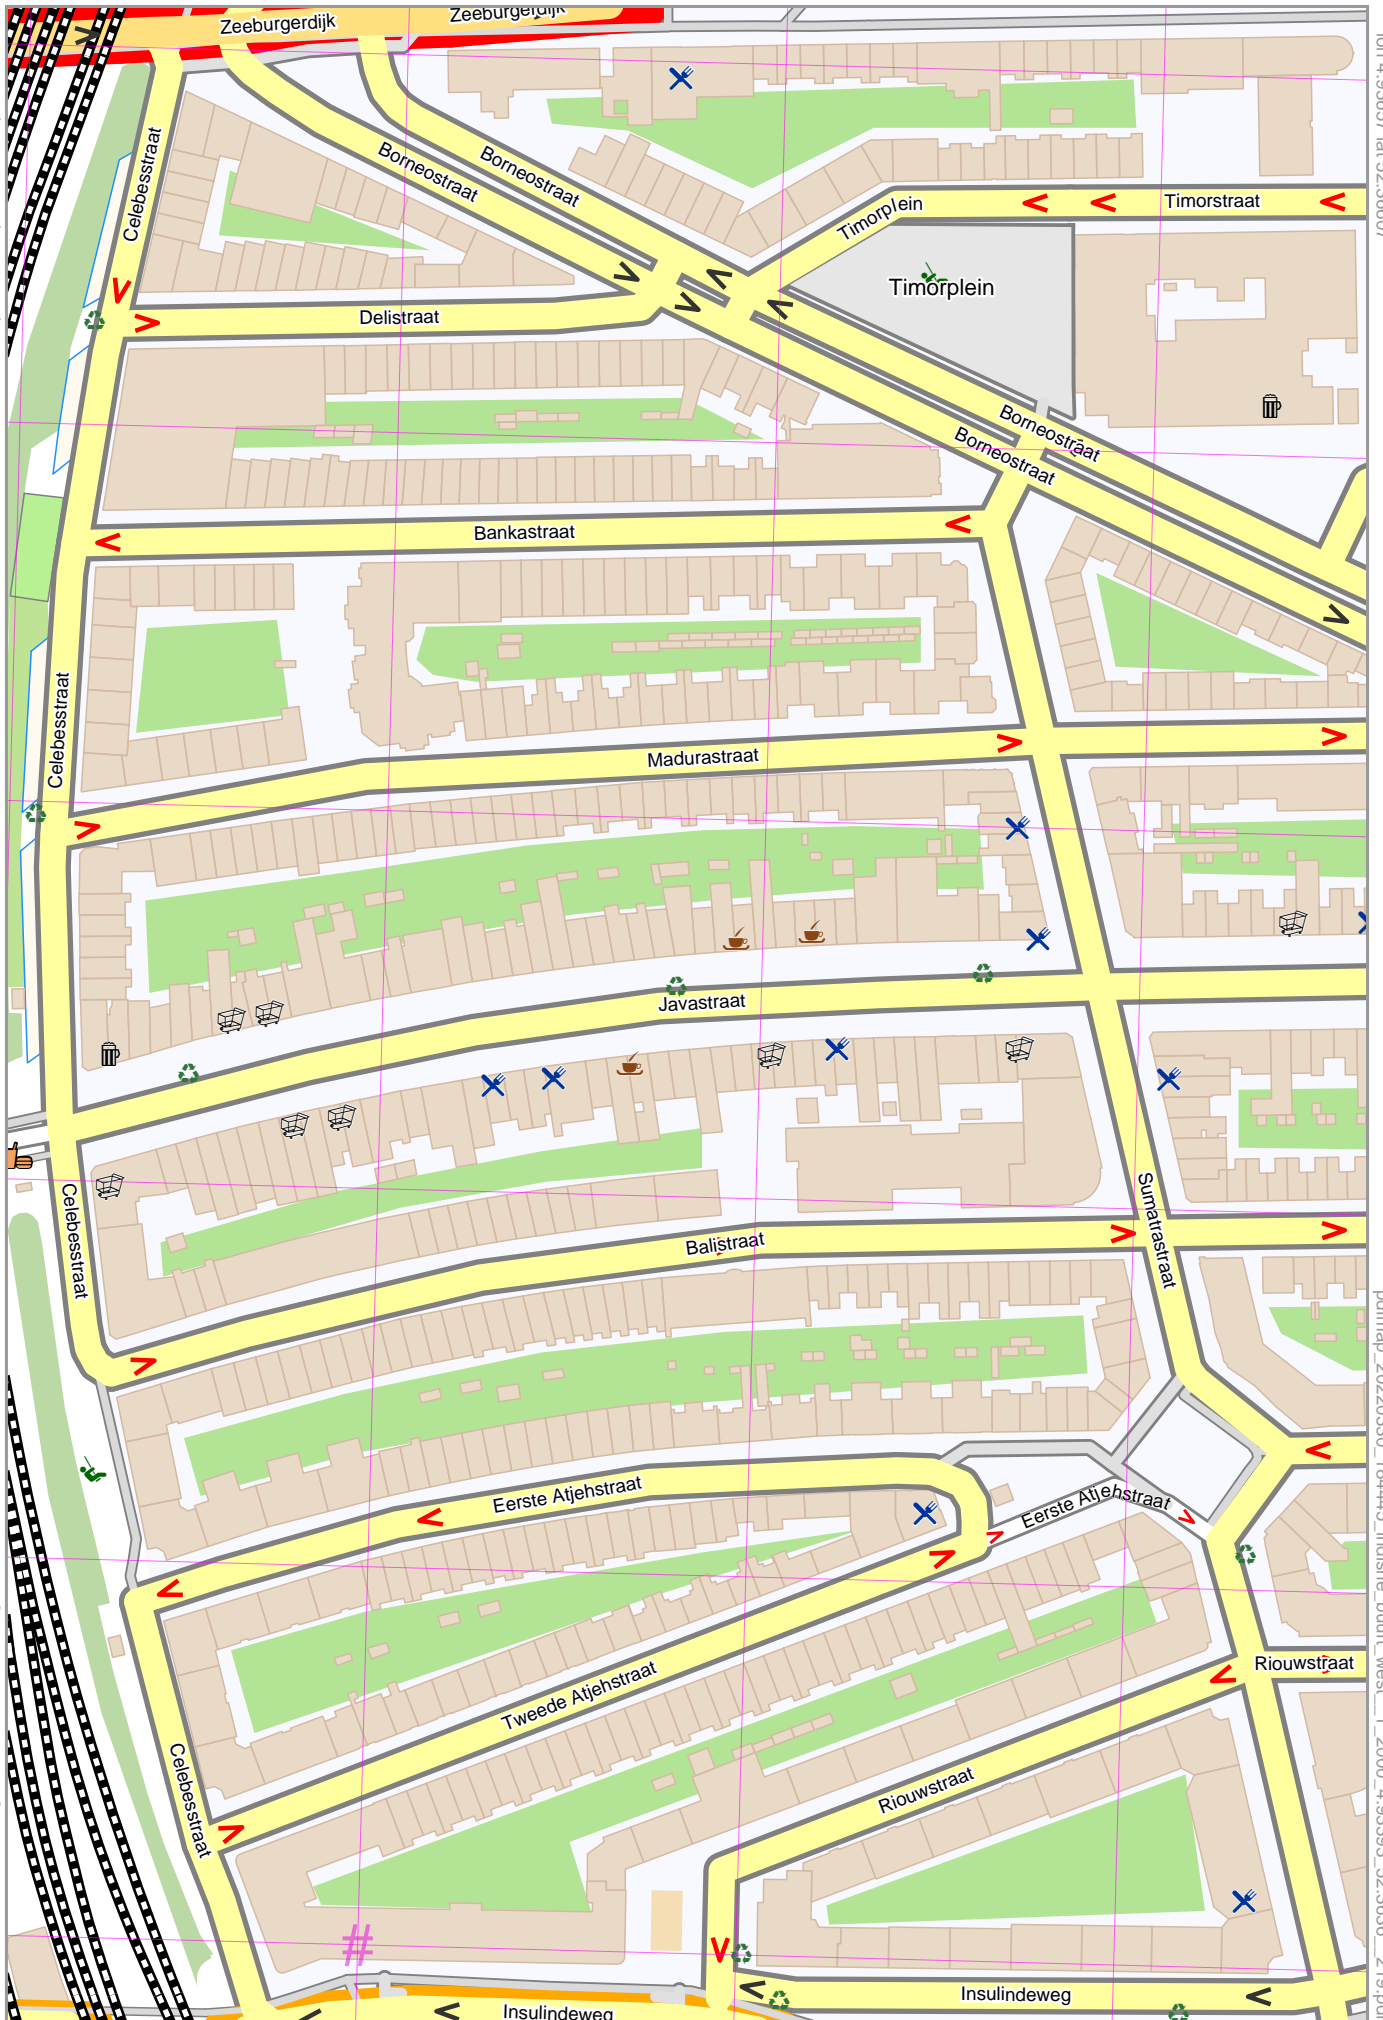 Zeeburgerdijk
Zeeburgerdijk
Celebesstraat
Borneostraat
Borneostraat
Timorplein
Timorstraat
Timorplein
Delistraat
Borneostraat
Borneostraat
Bankastraat
Celebesstraat
Madurastraat
Javastraat
Celebesstraat
Sumatrastraat
Balistraat
Eerste Atjehstraat
Eerste Atjehstraat
Tweede Atjehstraat
Riouwstraat
Riouwstraat
Celebesstraat
Insulindeweg
Insulindeweg